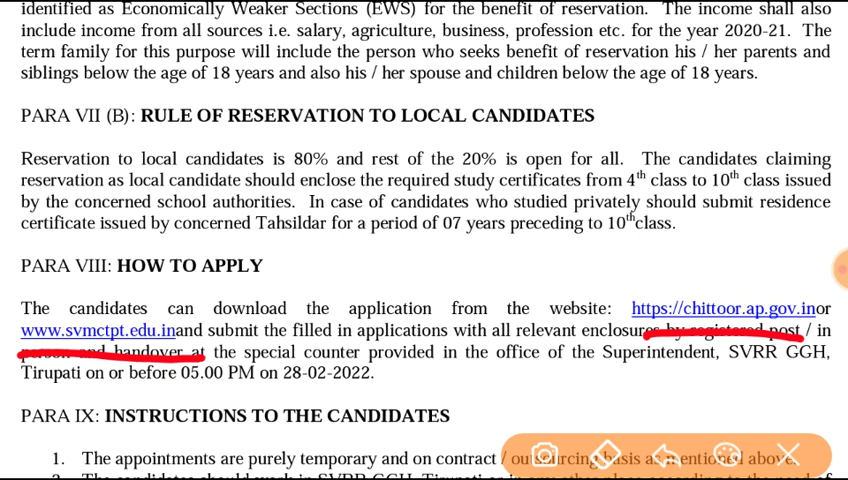 identified as Economically Weaker Sections (EWS) for the benefit of reservation. The income shall also
include income from all sources i.e. salary, agriculture, business, profession etc. for the year 2020-21. The
term family for this purpose will include the person who seeks benefit of reservation his / her parents and
siblings below the age of 18 years and also his / her spouse and children below the age of 18 years.
PARA VII (B): RULE OF RESERVATION TO LOCAL CANDIDATES
Reservation to local candidates is 80% and rest of the 20% is open for all. The candidates claiming
reservation as local candidate should enclose the required study certificates from 4th class to 10th class issued
by the concerned school authorities. In case of candidates who studied privately should submit residence
certificate issued by concerned Tahsildar for a period of 07 years preceding to 10th class.
PARA VIII: HOW TO APPLY
The candidates can download the application from the website: https://chittoor.ap.gov.inor
www.svmctpt.edu.inand submit the filled in applications with all relevant enclosures by registered post / in
person and handover at the special counter provided in the office of the Superintendent, SVRR GGH,
Tirupati on or before 05.00 PM on 28-02-2022.
PARA IX: INSTRUCTIONS TO THE CANDIDATES
1. The appointments are purely temporary and on contract / outsourcing basis as mentioned above.